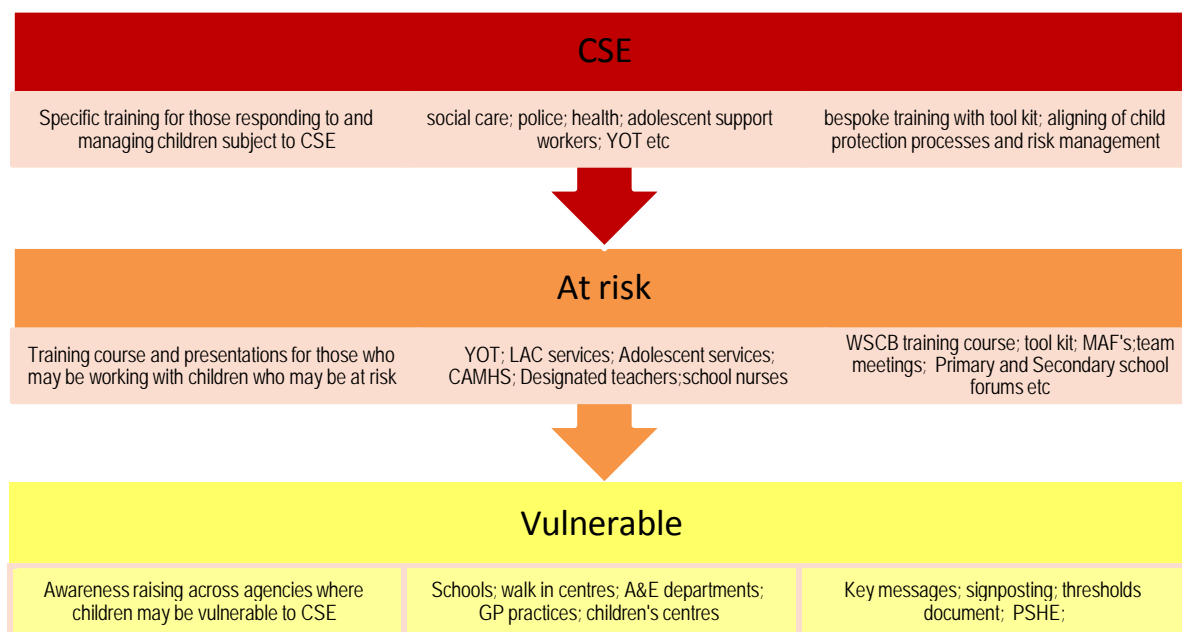 CSE
Specific training for those responding to and
managing children subject to CSE
social care; police; health; adolescent support
workers; YOT etc
bespoke training with tool kit; aligning of child
protection processes and risk management
At risk
Training course and presentations for those who
may be working with children who may be at risk
YOT; LAC services; Adolescent services;
CAMHS; Designated teachers;school nurses
WSCB training course; tool kit; MAF's;team
meetings; Primary and Secondary school
forums etc
Vulnerable
Awareness raising across agencies where
children may be vulnerable to CSE
Schools; walk in centres; A&E departments;
GP practices; children's centres
Key messages; signposting; thresholds
document; PSHE;